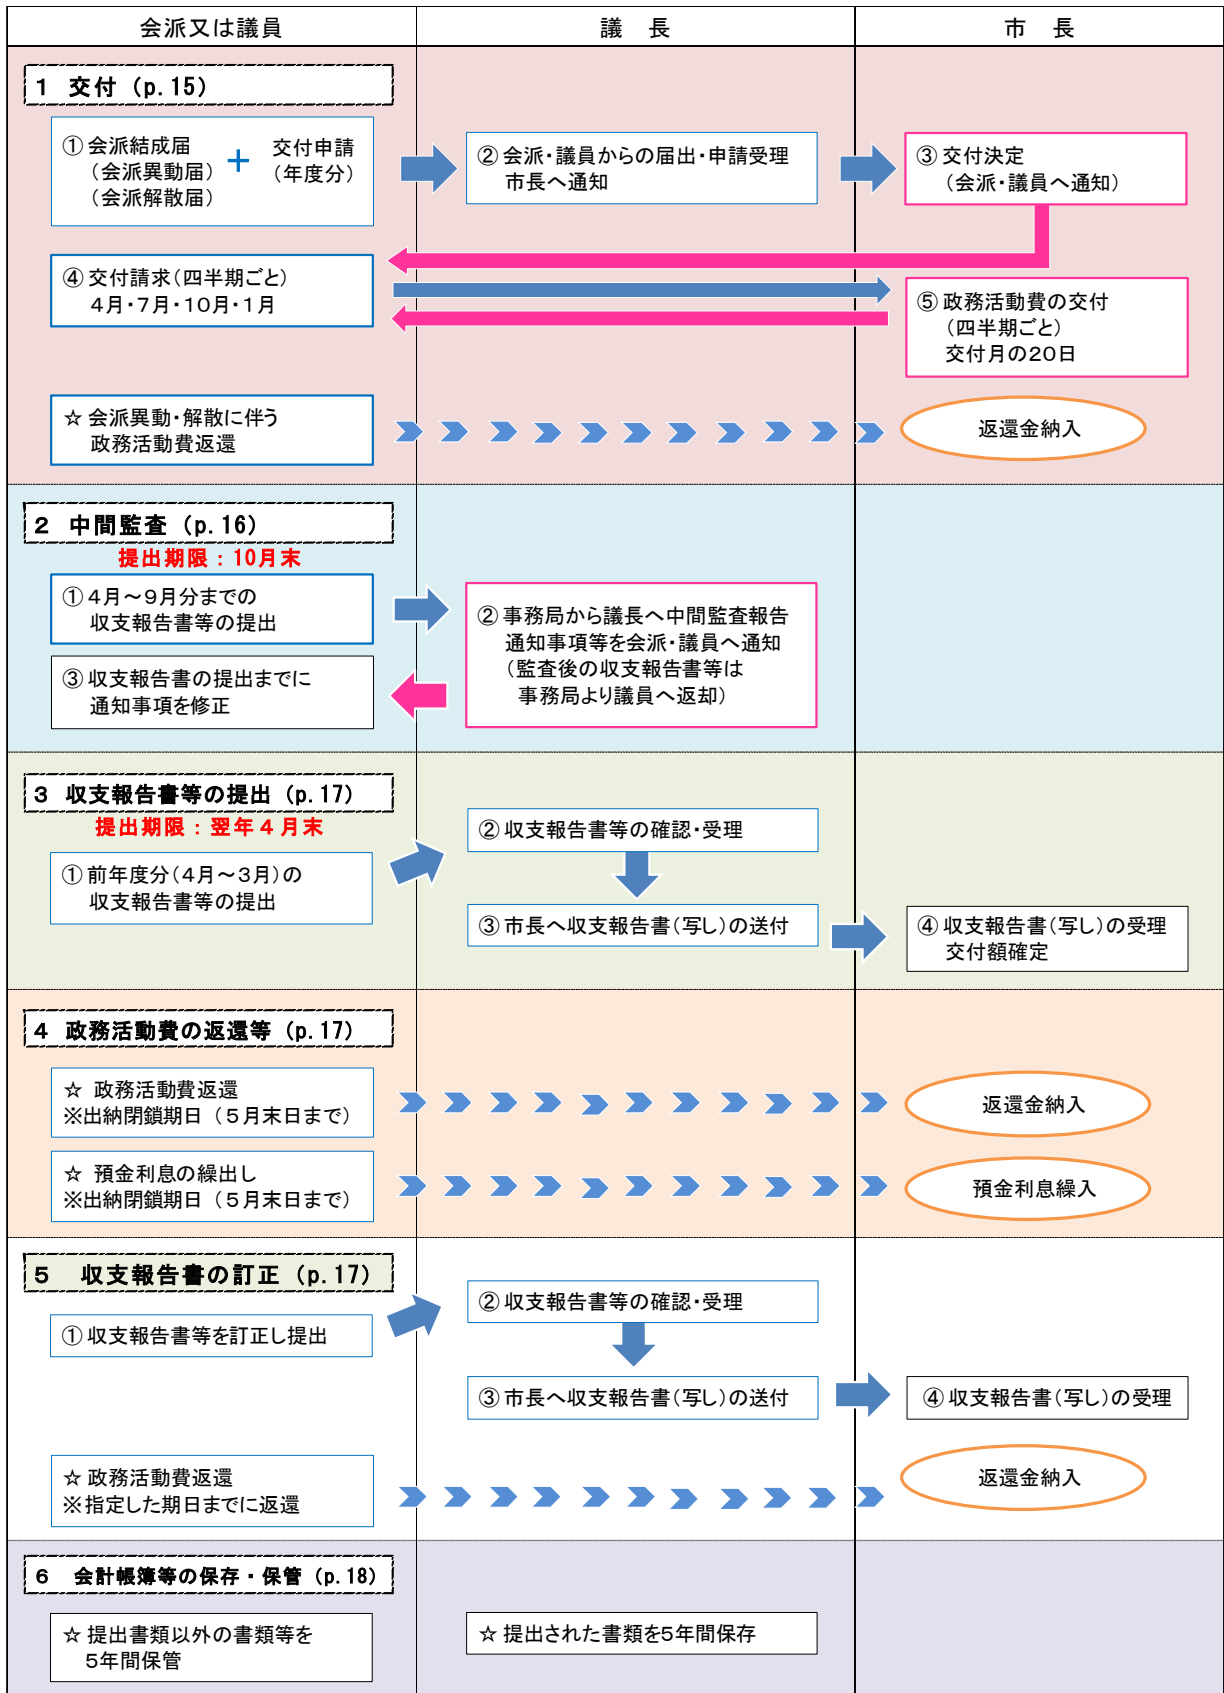 会派又は議員
議　長
市　長
1 交付（p.15）
①会派結成届
（会派異動届）
（会派解散届）
＋
交付申請
（年度分）
②会派・議員からの届出・申請受理
市長へ通知
③交付決定
（会派・議員へ通知）
④交付請求（四半期ごと）
4月・7月・10月・1月
⑤政務活動費の交付
（四半期ごと）
交付月の20日
☆会派異動・解散に伴う
政務活動費返還
返還金納入
2 中間監査（p.16）
提出期限：10月末
①4月～9月分までの
収支報告書等の提出
②事務局から議長へ中間監査報告
通知事項等を会派・議員へ通知
（監査後の収支報告書等は
事務局より議員へ返却）
③収支報告書の提出までに
通知事項を修正
3 収支報告書等の提出（p.17）
提出期限：翌年４月末
①前年度分（4月～3月）の
収支報告書等の提出
②収支報告書等の確認・受理
③市長へ収支報告書（写し）の送付
④収支報告書（写し）の受理
交付額確定
4 政務活動費の返還等（p.17）
☆ 政務活動費返還
※出納閉鎖期日（5月末日まで）
返還金納入
☆ 預金利息の繰出し
※出納閉鎖期日（5月末日まで）
預金利息繰入
5　収支報告書の訂正（p.17）
①収支報告書等を訂正し提出
②収支報告書等の確認・受理
③市長へ収支報告書（写し）の送付
④収支報告書（写し）の受理
☆政務活動費返還
※指定した期日までに返還
返還金納入
6　会計帳簿等の保存・保管（p.18）
☆提出書類以外の書類等を
5年間保管
☆提出された書類を5年間保存